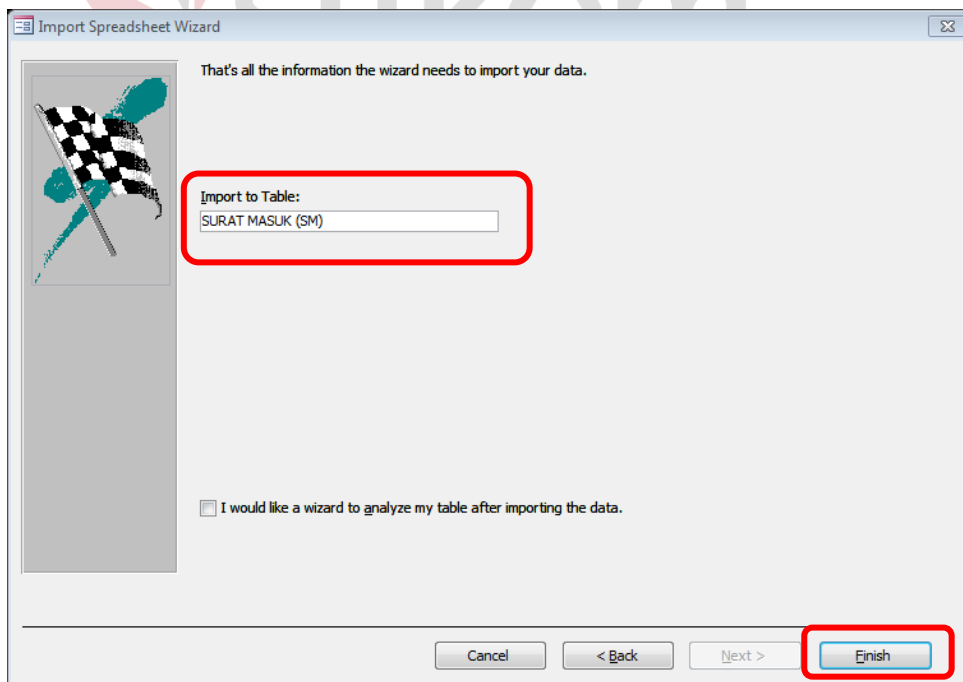 Import Spreadsheet Wizard
That's all the information the wizard needs to import your data.
Import to Table:
SURAT MASUK (SM)
I would like a wizard to analyze my table after importing the data.
Cancel
< Back
Next >
Finish